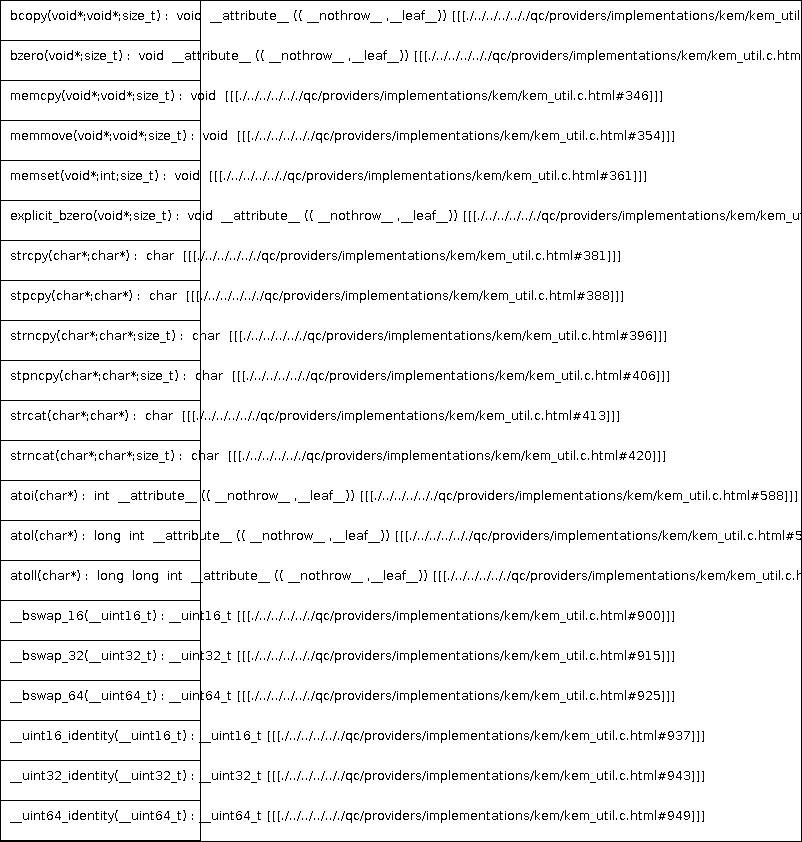 bcopy(void*;void*;size_t) : void __attribute__ (( __nothrow__ ,__leaf__)) [[[./../../../../qc/providers/implementations/kem/kem_util
bzero(void*;size_t) : void __attribute__ (( __nothrow__ ,__leaf__)) [[[./../../../../qc/providers/implementations/kem/kem_util.c.htm
memcpy(void*;void*;size_t) : void [[[./../../../../qc/providers/implementations/kem/kem_util.c.html#346]]]
memmove(void*;void*;size_t) : void [[[./../../../../qc/providers/implementations/kem/kem_util.c.html#354]]]
memset(void*;int;size_t) : void [[[./../../../../qc/providers/implementations/kem/kem_util.c.html#361]]]
explicit_bzero(void*;size_t) : void __attribute__ (( __nothrow__ ,__leaf__)) [[[./../../../../qc/providers/implementations/kem/kem_u
strcpy(char*;char*) : char [[[./../../../../qc/providers/implementations/kem/kem_util.c.html#381]]]
stpcpy(char*;char*) : char [[[./../../../../qc/providers/implementations/kem/kem_util.c.html#388]]]
strncpy(char*;char*;size_t) : char [[[./../../../../qc/providers/implementations/kem/kem_util.c.html#396]]]
stpncpy(char*;char*;size_t) : char [[[./../../../../qc/providers/implementations/kem/kem_util.c.html#406]]]
strcat(char*;char*) : char [[[./../../../../qc/providers/implementations/kem/kem_util.c.html#413]]]
strncat(char*;char*;size_t) : char [[[./../../../../qc/providers/implementations/kem/kem_util.c.html#420]]]
atoi(char*) : int __attribute__ (( __nothrow__ ,__leaf__)) [[[./../../../../qc/providers/implementations/kem/kem_util.c.html#588]]]
atol(char*) : long int __attribute__ (( __nothrow__ ,__leaf__)) [[[./../../../../qc/providers/implementations/kem/kem_util.c.html#5
atoll(char*) : long long int __attribute__ (( __nothrow__ ,__leaf__)) [[[./../../../../qc/providers/implementations/kem/kem_util.c.h
__bswap_16(__uint16_t) : __uint16_t [[[./../../../../qc/providers/implementations/kem/kem_util.c.html#900]]]
__bswap_32(__uint32_t) : __uint32_t [[[./../../../../qc/providers/implementations/kem/kem_util.c.html#915]]]
__bswap_64(__uint64_t) : __uint64_t [[[./../../../../qc/providers/implementations/kem/kem_util.c.html#925]]]
__uint16_identity(__uint16_t) : __uint16_t [[[./../../../../qc/providers/implementations/kem/kem_util.c.html#937]]]
__uint32_identity(__uint32_t) : __uint32_t [[[./../../../../qc/providers/implementations/kem/kem_util.c.html#943]]]
__uint64_identity(__uint64_t) : __uint64_t [[[./../../../../qc/providers/implementations/kem/kem_util.c.html#949]]]